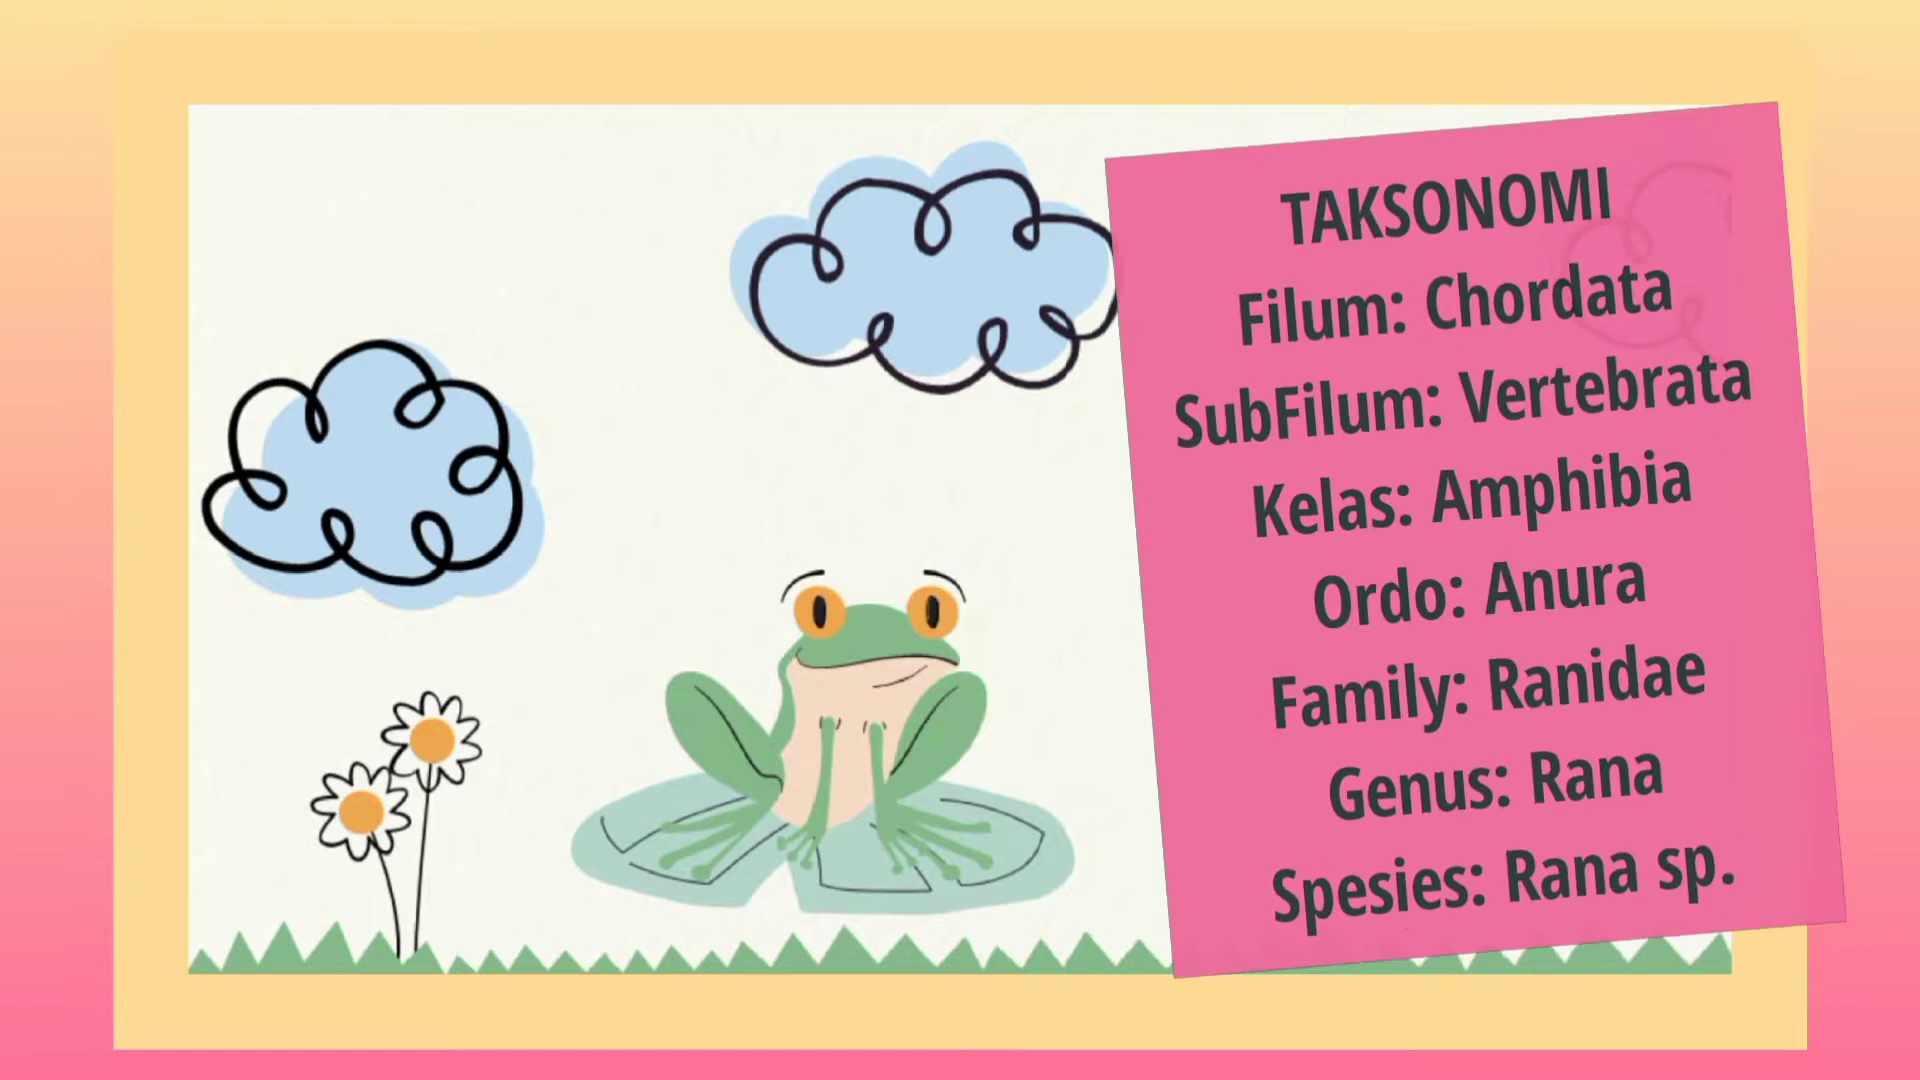 TAKSONOMI
Filum: Chordata
SubFilum: Vertebrata
Kelas: Amphibia
Ordo: Anura
Family: Ranidae
Genus: Rana
Spesies: Rana sp.